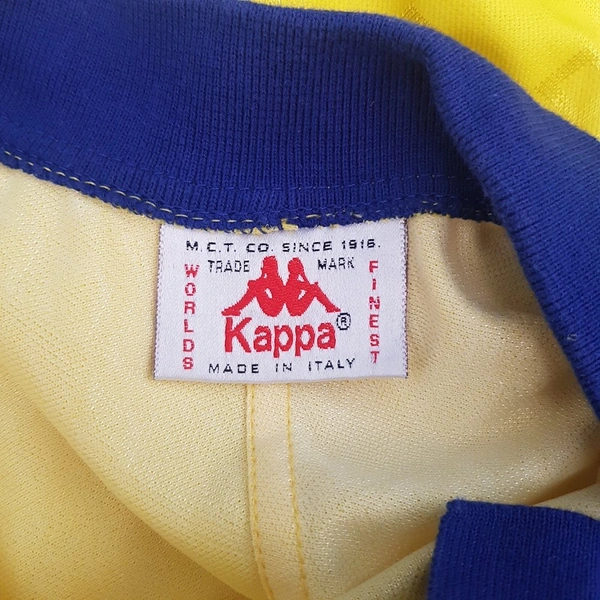 M.C.T. CO. SINCE 1916.
TRADE MARK
WORLDS
FINEST
Kappa®
MADE IN ITALY